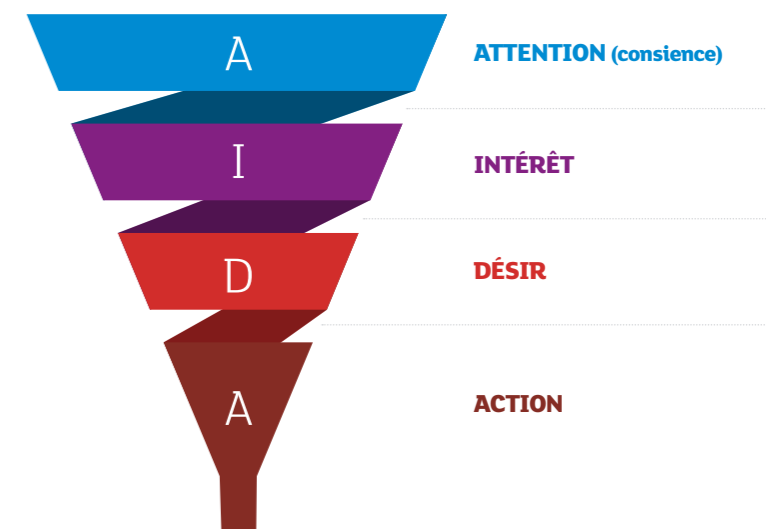 A
ATTENTION (consience)
I
INTÉRÊT
D
DÉSIR
A
ACTION